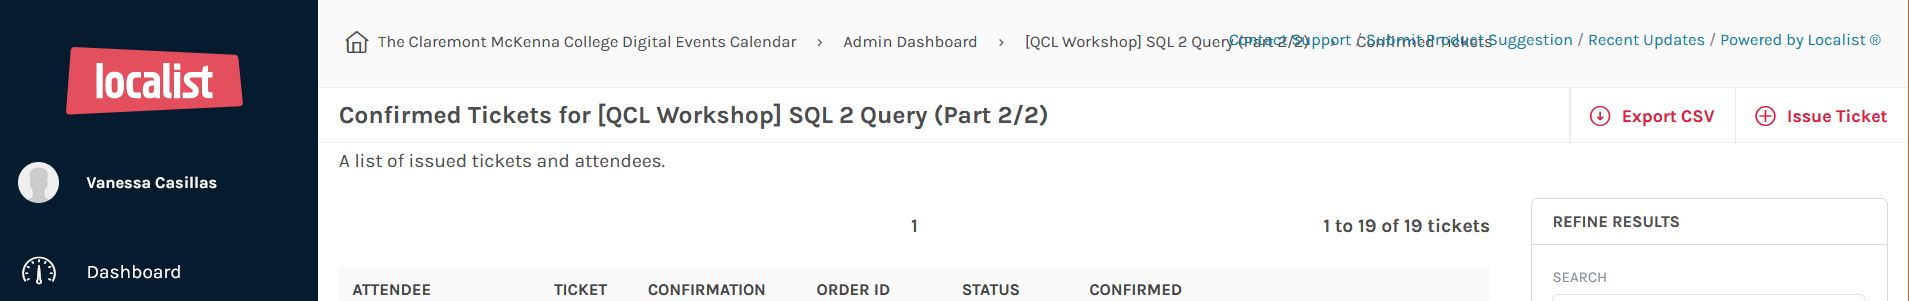 localist
Vanessa Casillas
Dashboard
The Claremont McKenna College Digital Events Calendar › Admin Dashboard › [QCL Workshop] SQL 2 Query (Part 2/2) › Confirmed Tickets
Contact Support / Submit Product Suggestion / Recent Updates / Powered by Localist ®
Confirmed Tickets for [QCL Workshop] SQL 2 Query (Part 2/2)
Export CSV
Issue Ticket
A list of issued tickets and attendees.
1
1 to 19 of 19 tickets
ATTENDEE TICKET CONFIRMATION ORDER ID STATUS CONFIRMED
REFINE RESULTS
SEARCH